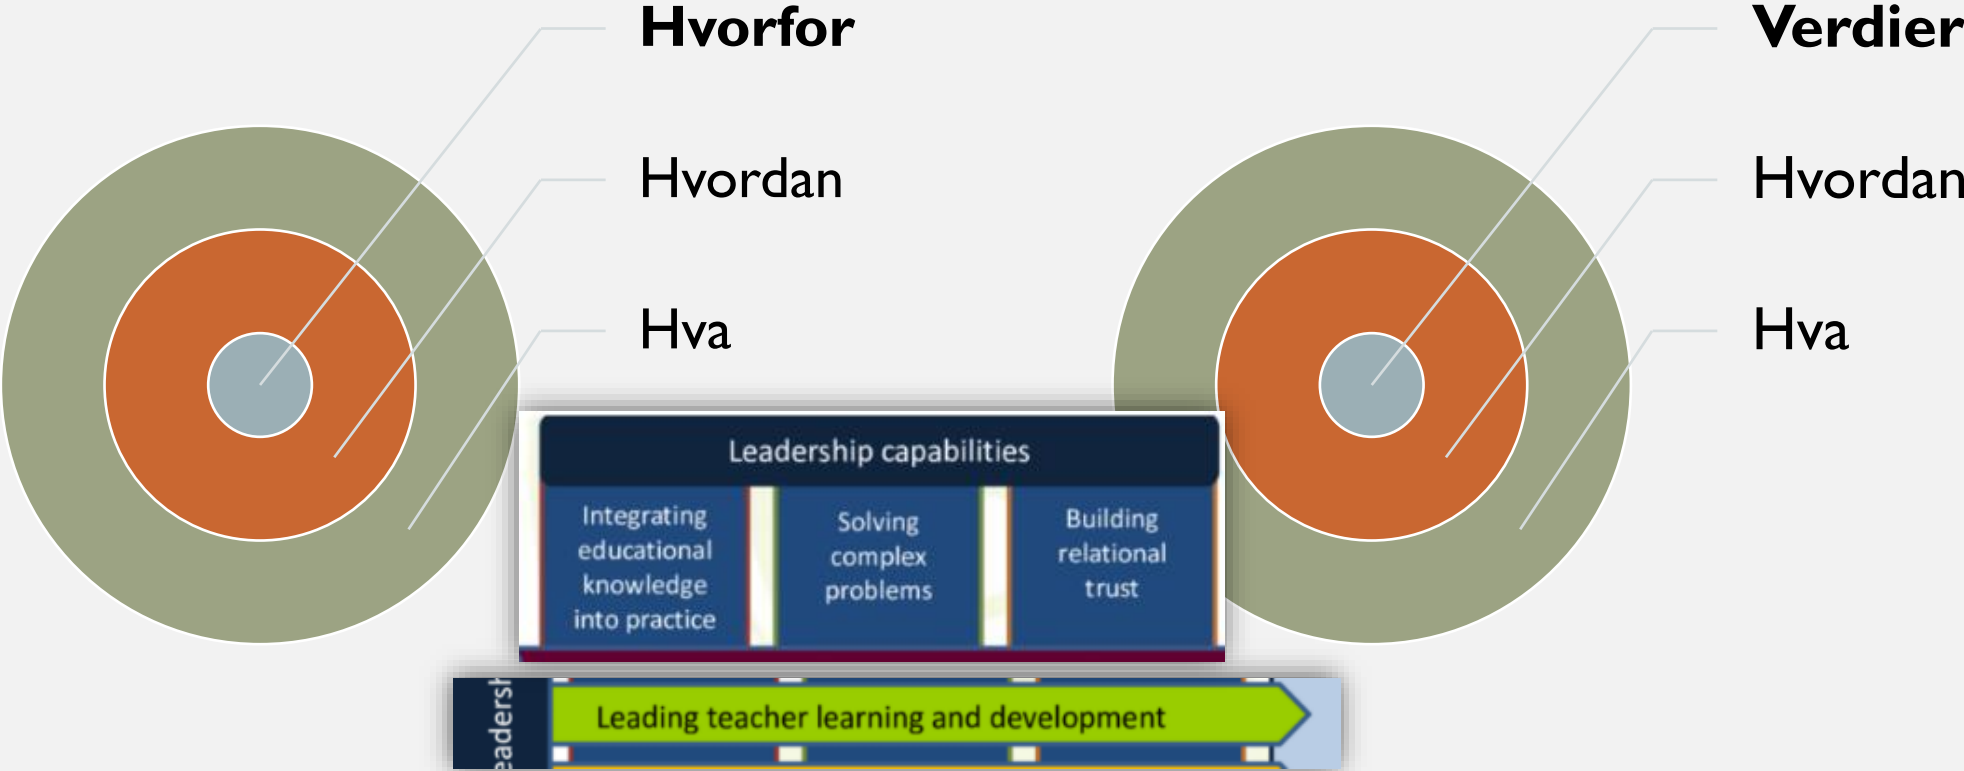 Hvorfor
Hvordan
Hva
Verdier
Hvordan
Hva
Leadership capabilities
Integrating
educational
knowledge
into practice
Solving
complex
problems
Building
relational
trust
Leading teacher learning and development